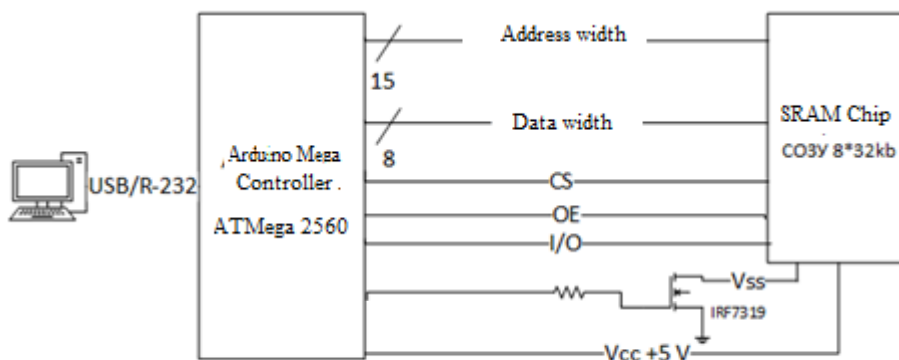 Address width
15
Data width
8
SRAM Chip
СОЗУ 8*32kb
Arduino Mega
Controller .
ATMega 2560
USB/R-232
CS
OE
I/O
Vss
IRF7319
Vcc +5 V